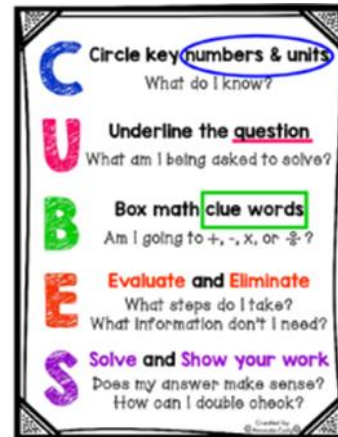 C Circle key numbers & units
What do I know?
U Underline the question
What am I being asked to solve?
B Box math clue words
Am I going to +, -, x, or ÷?
E Evaluate and Eliminate
What steps do I take?
What information don't I need?
S Solve and Show your work
Does my answer make sense?
How can I double check?
Created by